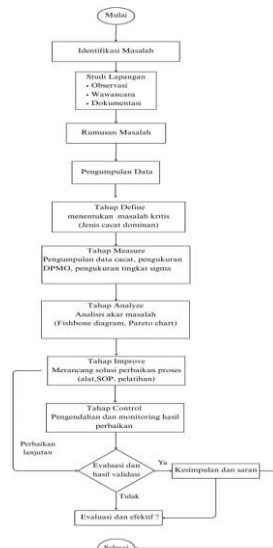 Mulai
Identifikasi Masalah
Studi Lapangan
• Observasi
• Wawancara
• Dokumentasi
Rumusan Masalah
Pengumpulan Data
Tahap Define
menentukan masalah kritis
(Jenis cacat dominan)
Tahap Measure
Pengumpulan data cacat, pengukuran
DPMO, pengukuran tingkat sigma
Tahap Analyze
Analisis akar masalah
(Fishbone diagram, Pareto chart)
Tahap Improve
Merancang solusi perbaikan proses
(alat,SOP, pelatihan)
Tahap Control
Pengendalian dan monitoring hasil
perbaikan
Perbaikan
lanjutan
Evaluasi dan
hasil validasi
Ya
Kesimpulan dan saran
Tidak
Evaluasi dan efektif ?
Selesai